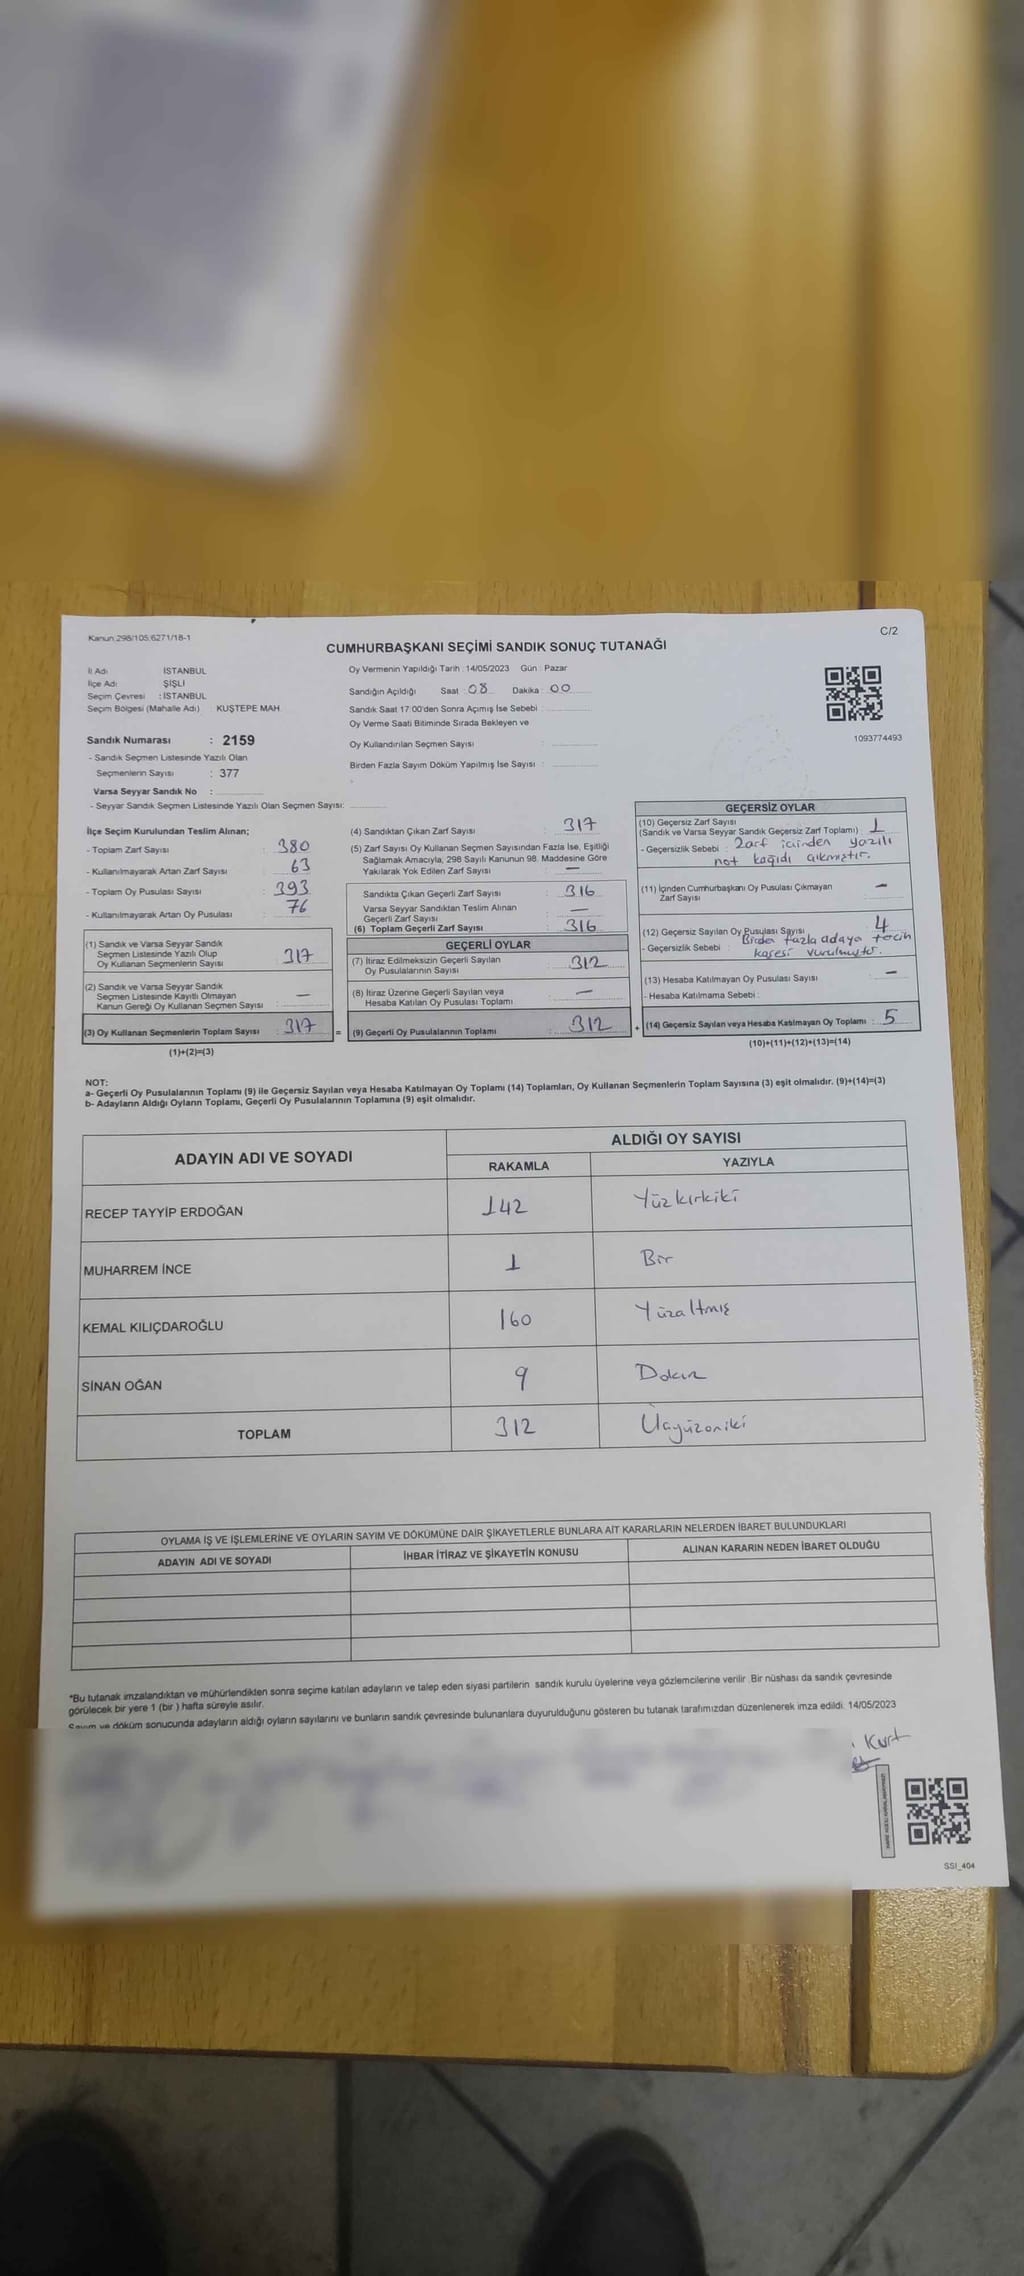 Kanun 298/105,6271/18-1
C/2
CUMHURBAŞKANI SEÇİMİ SANDIK SONUÇ TUTANAĞI
İl Adı İSTANBUL
İlçe Adı ŞİŞLİ
Seçim Çevresi : İSTANBUL
Seçim Bölgesi (Mahalle Adı) : KUŞTEPE MAH.
Oy Vermenin Yapıldığı Tarih : 14/05/2023 Gün : Pazar
Sandığın Açıldığı Saat : 08 Dakika : 00
Sandık Saat 17:00'den Sonra Açımış İse Sebebi :
Oy Verme Saati Bitiminde Sırada Bekleyen ve
Oy Kullandırılan Seçmen Sayısı :
Birden Fazla Sayım Döküm Yapılmış İse Sayısı :
1093774493
Sandık Numarası : 2159
- Sandık Seçmen Listesinde Yazılı Olan
Seçmenlerin Sayısı : 377
Varsa Seyyar Sandık No :
- Seyyar Sandık Seçmen Listesinde Yazılı Olan Seçmen Sayısı:
İlçe Seçim Kurulundan Teslim Alınan;
- Toplam Zarf Sayısı : 380
- Kullanılmayarak Artan Zarf Sayısı : 63
- Toplam Oy Pusulası Sayısı : 393
- Kullanılmayarak Artan Oy Pusulası : 76
(1) Sandık ve Varsa Seyyar Sandık
Seçmen Listesinde Yazılı Olup
Oy Kullanan Seçmenlerin Sayısı : 317
(2) Sandık ve Varsa Seyyar Sandık
Seçmen Listesinde Kayıtlı Olmayan
Kanun Gereği Oy Kullanan Seçmen Sayısı : —
(3) Oy Kullanan Seçmenlerin Toplam Sayısı : 317 =
(1)+(2)=(3)
(4) Sandıktan Çıkan Zarf Sayısı : 317
(5) Zarf Sayısı Oy Kullanan Seçmen Sayısından Fazla İse, Eşitliği
Sağlamak Amacıyla, 298 Sayılı Kanunun 98. Maddesine Göre
Yakılarak Yok Edilen Zarf Sayısı : —
Sandıkta Çıkan Geçerli Zarf Sayısı : 316
Varsa Seyyar Sandıktan Teslim Alınan
Geçerli Zarf Sayısı : —
(6) Toplam Geçerli Zarf Sayısı : 316
GEÇERLİ OYLAR
(7) İtiraz Edilmeksizin Geçerli Sayılan
Oy Pusulalarının Sayısı : 312
(8) İtiraz Üzerine Geçerli Sayılan veya
Hesaba Katılan Oy Pusulası Toplamı : —
(9) Geçerli Oy Pusulalarının Toplamı : 312 +
GEÇERSİZ OYLAR
(10) Geçersiz Zarf Sayısı
(Sandık ve Varsa Seyyar Sandık Geçersiz Zarf Toplamı) : 1
- Geçersizlik Sebebi : Zarf içinden yazılı
not kağıdı çıkmıştır.
(11) İçinden Cumhurbaşkanı Oy Pusulası Çıkmayan
Zarf Sayısı : —
(12) Geçersiz Sayılan Oy Pusulası Sayısı : 4
- Geçersizlik Sebebi : Birden fazla adaya tercih
kaşesi vurulmuştur.
(13) Hesaba Katılmayan Oy Pusulası Sayısı : —
- Hesaba Katılmama Sebebi :
(14) Geçersiz Sayılan veya Hesaba Katılmayan Oy Toplamı : 5
(10)+(11)+(12)+(13)=(14)
NOT:
a- Geçerli Oy Pusulalarının Toplamı (9) ile Geçersiz Sayılan veya Hesaba Katılmayan Oy Toplamı (14) Toplamları, Oy Kullanan Seçmenlerin Toplam Sayısına (3) eşit olmalıdır. (9)+(14)=(3)
b- Adayların Aldığı Oyların Toplamı, Geçerli Oy Pusulalarının Toplamına (9) eşit olmalıdır.
ADAYIN ADI VE SOYADI ALDIĞI OY SAYISI
RAKAMLA YAZIYLA
RECEP TAYYİP ERDOĞAN 142 Yüzkırkiki
MUHARREM İNCE 1 Bir
KEMAL KILIÇDAROĞLU 160 Yüzaltmış
SİNAN OĞAN 9 Dokuz
TOPLAM 312 Üçyüzoniki
OYLAMA İŞ VE İŞLEMLERİNE VE OYLARIN SAYIM VE DÖKÜMÜNE DAİR ŞİKAYETLERLE BUNLARA AİT KARARLARIN NELERDEN İBARET BULUNDUKLARI
ADAYIN ADI VE SOYADI İHBAR İTİRAZ VE ŞİKAYETİN KONUSU ALINAN KARARIN NEDEN İBARET OLDUĞU
*Bu tutanak imzalandıktan ve mühürlendikten sonra seçime katılan adayların ve talep eden siyasi partilerin sandık kurulu üyelerine veya gözlemcilerine verilir. Bir nüshası da sandık çevresinde
görülecek bir yere 1 (bir ) hafta süreyle asılır.
Sayım ve döküm sonucunda adayların aldığı oyların sayılarını ve bunların sandık çevresinde bulunanlara duyurulduğunu gösteren bu tutanak tarafımızdan düzenlenerek imza edildi. 14/05/2023
Kurt
SSI_404